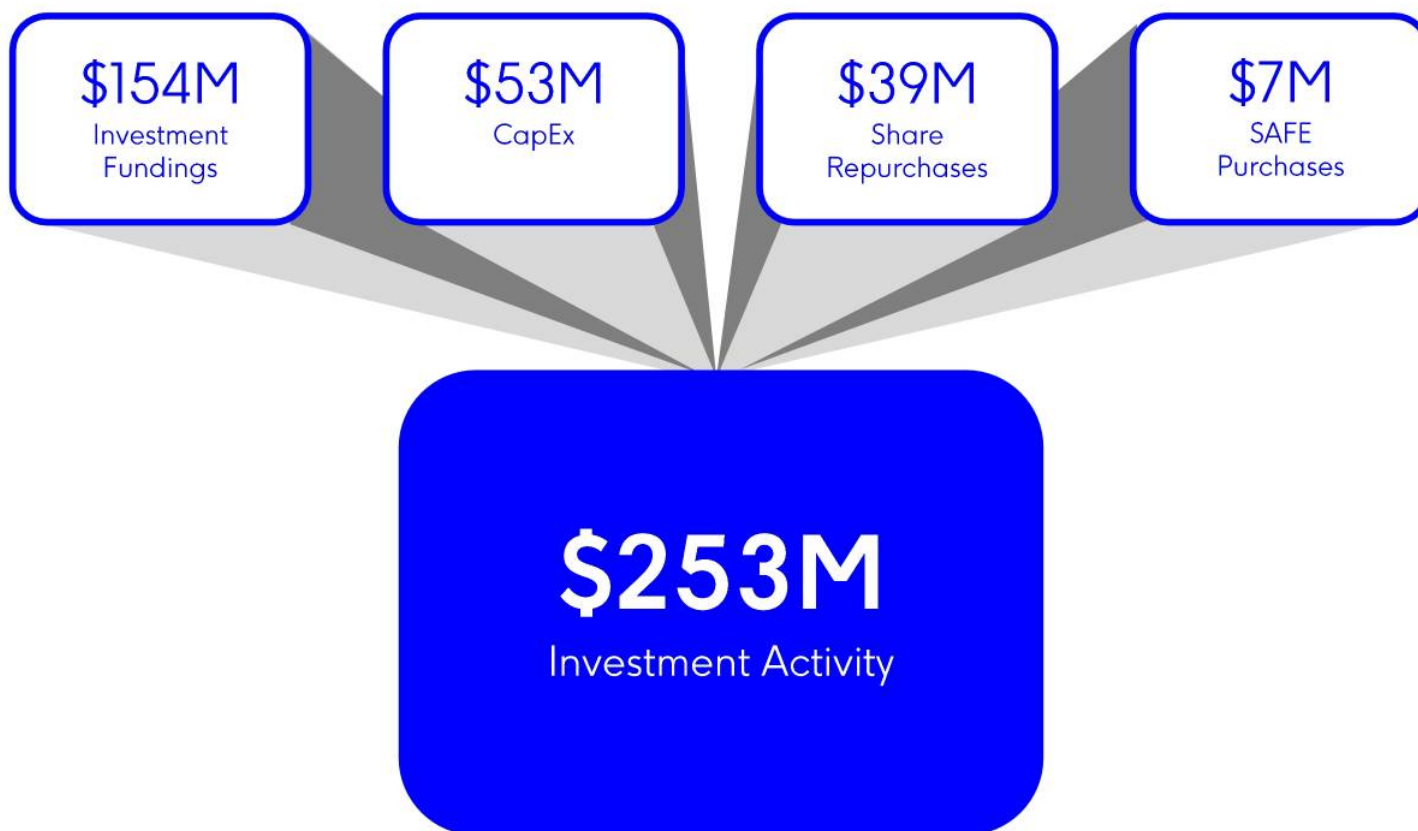 $154M
Investment
Fundings
$53M
CapEx
$39M
Share
Repurchases
$7M
SAFE
Purchases
$253M
Investment Activity